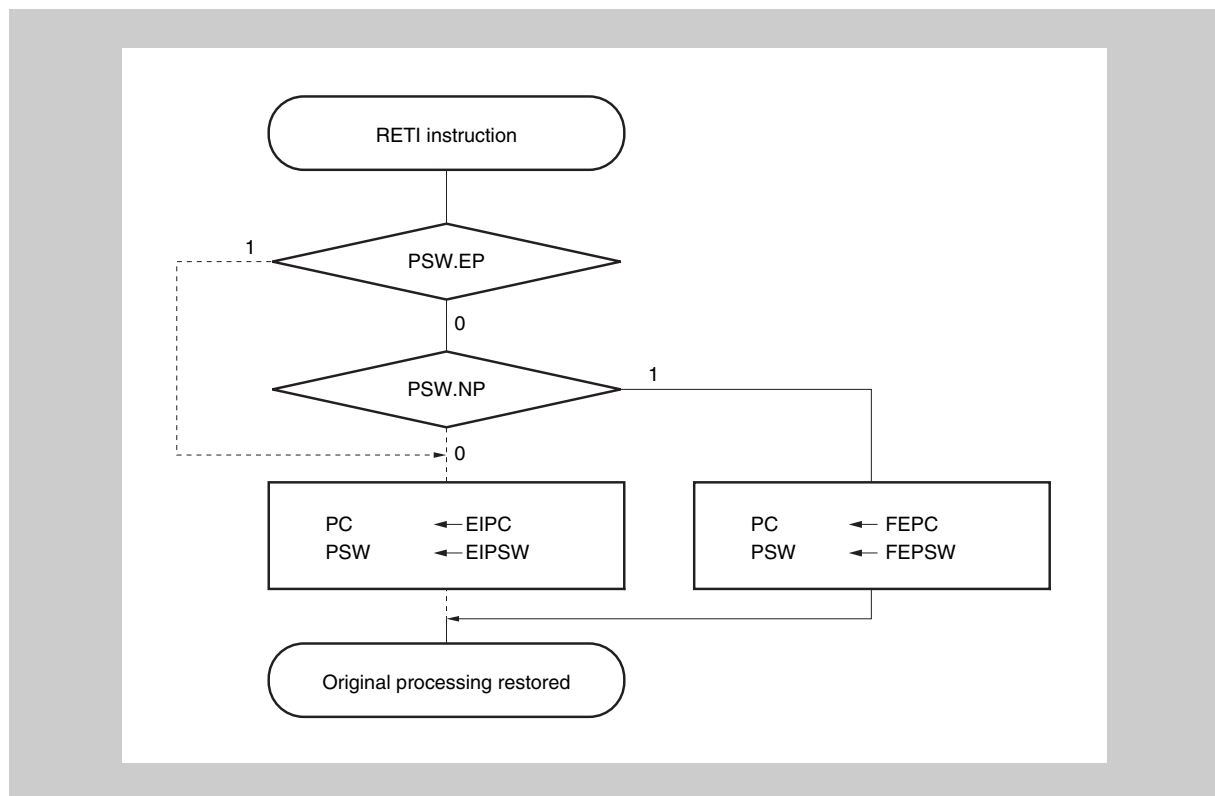 RETI instruction
1
PSW.EP
0
PSW.NP
1
0
PC EIPC
PSW EIPSW
PC FEPC
PSW FEPSW
Original processing restored